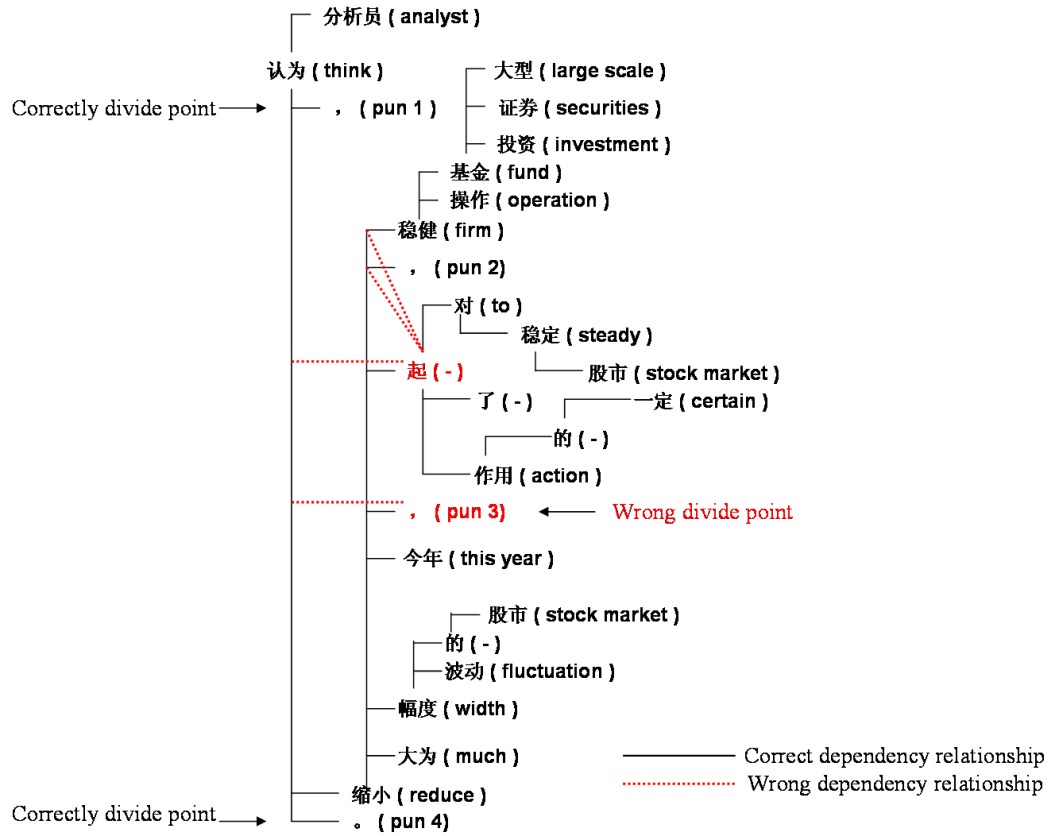 分析员 ( analyst )
认为 ( think )
大型 ( large scale )
Correctly divide point
， ( pun 1 )
证券 ( securities )
投资 ( investment )
基金 ( fund )
操作 ( operation )
稳健 ( firm )
， ( pun 2)
对 ( to )
稳定 ( steady )
起 ( - )
股市 ( stock market )
了 ( - )
一定 ( certain )
的 ( - )
作用 ( action )
， ( pun 3)
Wrong divide point
今年 ( this year )
股市 ( stock market )
的 ( - )
波动 ( fluctuation )
幅度 ( width )
大为 ( much )
Correct dependency relationship
Wrong dependency relationship
缩小 ( reduce )
Correctly divide point
。 ( pun 4)